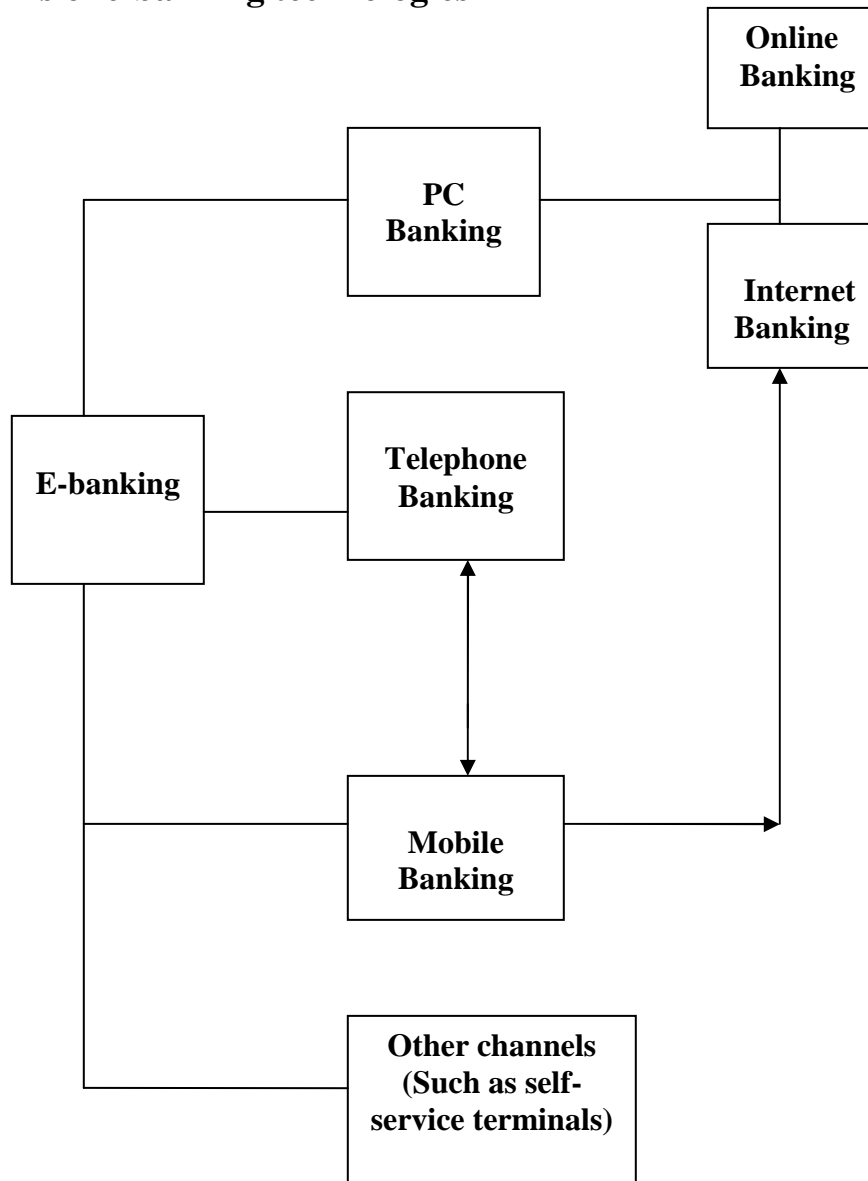 Online
Banking
PC
Banking
Internet
Banking
Telephone
Banking
E-banking
Mobile
Banking
Other channels
(Such as self-
service terminals)